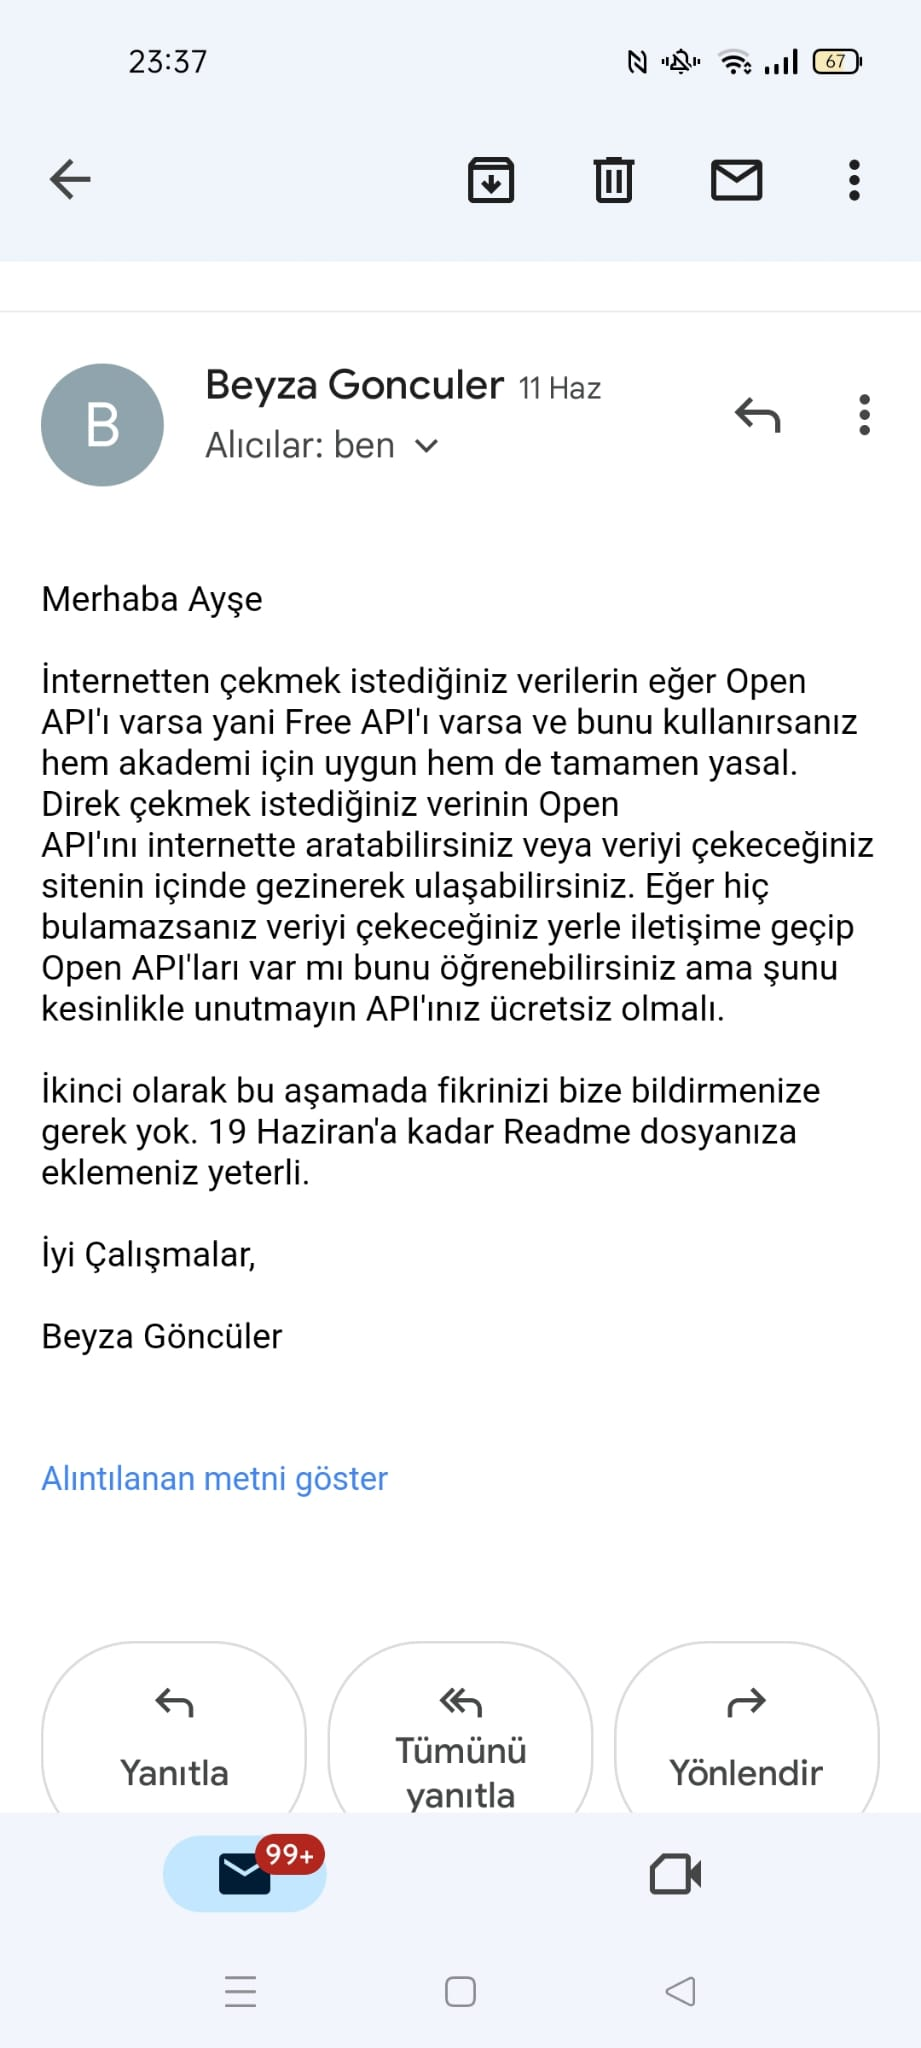 23:37
67
Beyza Gonculer 11 Haz
B
Alıcılar: ben
Merhaba Ayşe
İnternetten çekmek istediğiniz verilerin eğer Open
API'ı varsa yani Free API'ı varsa ve bunu kullanırsanız
hem akademi için uygun hem de tamamen yasal.
Direk çekmek istediğiniz verinin Open
API'ını internette aratabilirsiniz veya veriyi çekeceğiniz
sitenin içinde gezinerek ulaşabilirsiniz. Eğer hiç
bulamazsanız veriyi çekeceğiniz yerle iletişime geçip
Open API'ları var mı bunu öğrenebilirsiniz ama şunu
kesinlikle unutmayın API'ınız ücretsiz olmalı.
İkinci olarak bu aşamada fikrinizi bize bildirmenize
gerek yok. 19 Haziran'a kadar Readme dosyanıza
eklemeniz yeterli.
İyi Çalışmalar,
Beyza Göncüler
Alıntılanan metni göster
Yanıtla
Tümünü
yanıtla
Yönlendir
99+